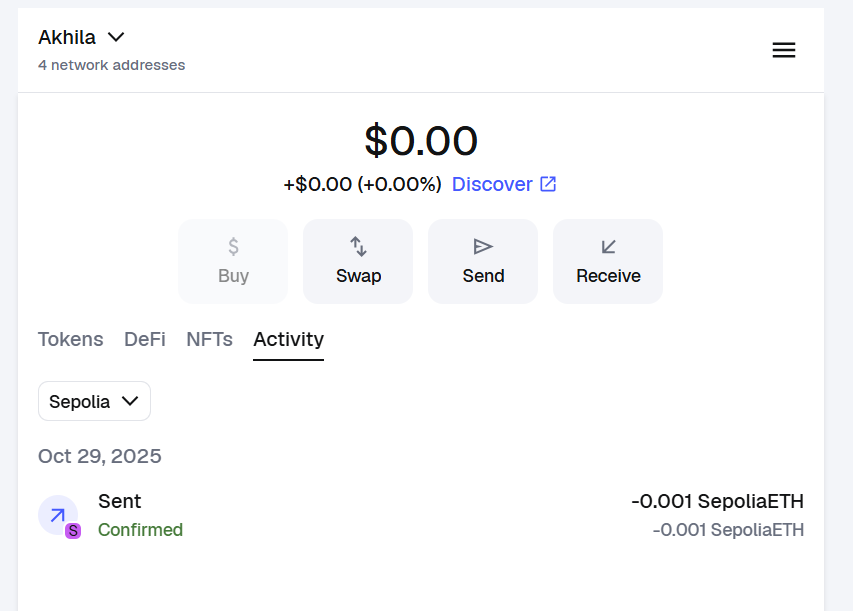 Akhila
4 network addresses
$0.00
+$0.00 (+0.00%) Discover
$
Buy
Swap
Send
Receive
Tokens DeFi NFTs Activity
Sepolia
Oct 29, 2025
Sent -0.001 SepoliaETH
S
Confirmed -0.001 SepoliaETH